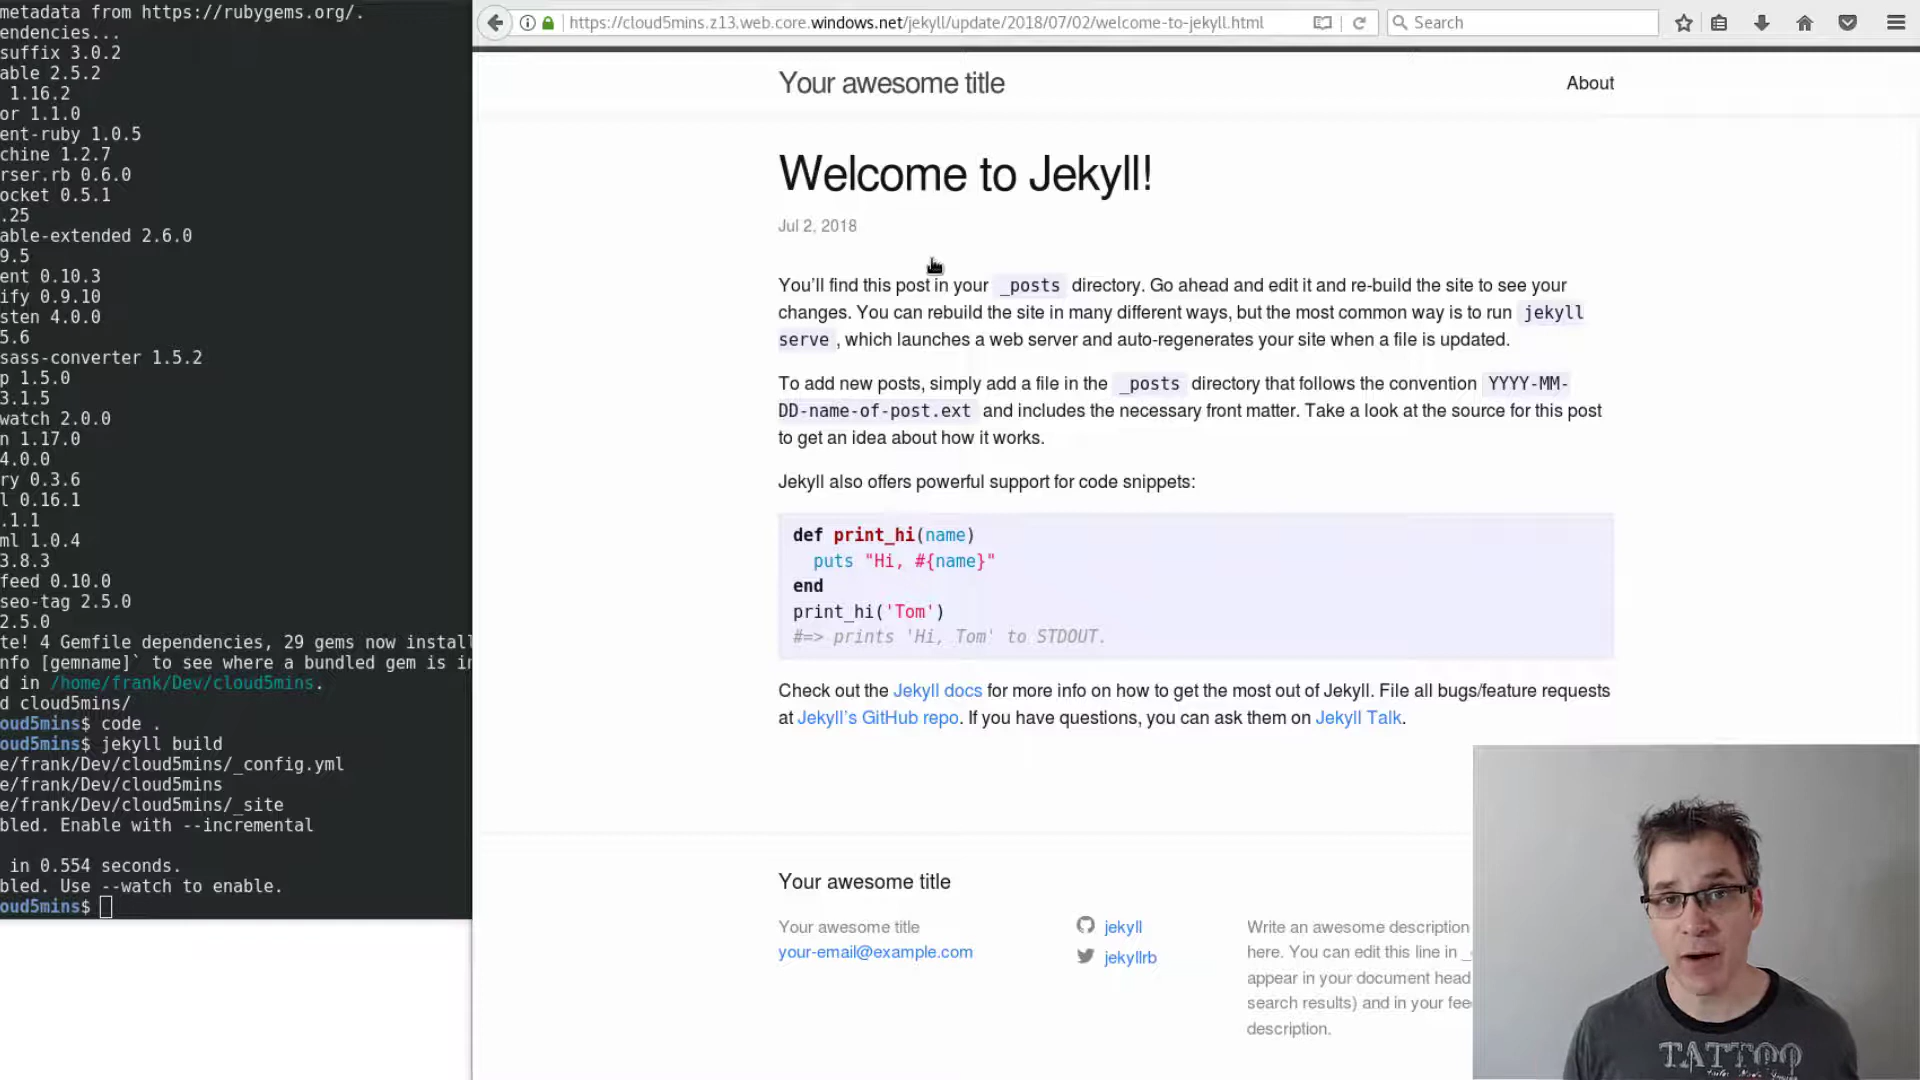 metadata from https://rubygems.org/.
endencies...
suffix 3.0.2
able 2.5.2
1.16.2
or 1.1.0
ent-ruby 1.0.5
chine 1.2.7
rser.rb 0.6.0
ocket 0.5.1
.25
able-extended 2.6.0
9.5
ent 0.10.3
ify 0.9.10
sten 4.0.0
5.6
sass-converter 1.5.2
p 1.5.0
3.1.5
watch 2.0.0
n 1.17.0
4.0.0
ry 0.3.6
l 0.16.1
.1.1
ml 1.0.4
3.8.3
feed 0.10.0
seo-tag 2.5.0
2.5.0
te! 4 Gemfile dependencies, 29 gems now install
nfo [gemname]` to see where a bundled gem is in
d in /home/frank/Dev/cloud5mins.
d cloud5mins/
oud5mins$ code .
oud5mins$ jekyll build
e/frank/Dev/cloud5mins/_config.yml
e/frank/Dev/cloud5mins
e/frank/Dev/cloud5mins/_site
bled. Enable with --incremental
in 0.554 seconds.
bled. Use --watch to enable.
oud5mins$
https://cloud5mins.z13.web.core.windows.net/jekyll/update/2018/07/02/welcome-to-jekyll.html
Search
Your awesome title
About
Welcome to Jekyll!
Jul 2, 2018
You'll find this post in your _posts directory. Go ahead and edit it and re-build the site to see your
changes. You can rebuild the site in many different ways, but the most common way is to run jekyll
serve , which launches a web server and auto-regenerates your site when a file is updated.
To add new posts, simply add a file in the _posts directory that follows the convention YYYY-MM-
DD-name-of-post.ext and includes the necessary front matter. Take a look at the source for this post
to get an idea about how it works.
Jekyll also offers powerful support for code snippets:
def print_hi(name)
puts "Hi, #{name}"
end
print_hi('Tom')
#=> prints 'Hi, Tom' to STDOUT.
Check out the Jekyll docs for more info on how to get the most out of Jekyll. File all bugs/feature requests
at Jekyll's GitHub repo. If you have questions, you can ask them on Jekyll Talk.
Your awesome title
Your awesome title
your-email@example.com
jekyll
jekyllrb
Write an awesome description
here. You can edit this line in _
appear in your document head
search results) and in your fee
description.
TATTOO